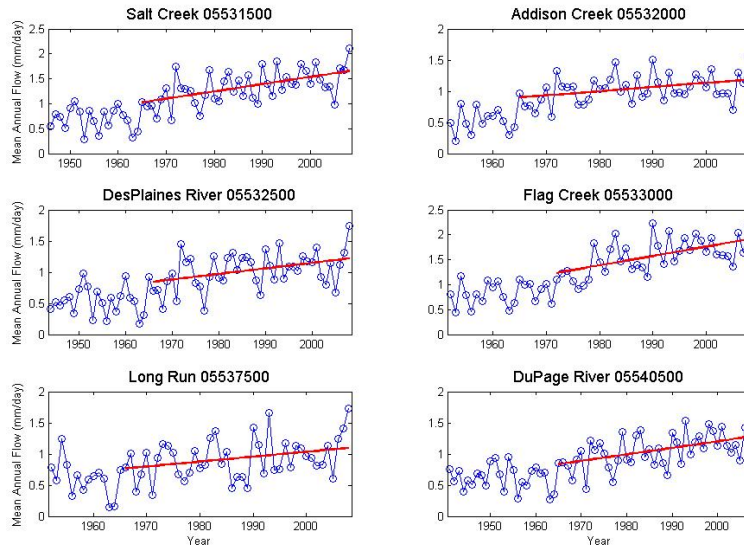 Salt Creek 05531500
Mean Annual Flow (mm/day)
2.5
2
1.5
1
0.5
0
1950 1960 1970 1980 1990 2000
Addison Creek 05532000
2
1.5
1
0.5
0
1960 1970 1980 1990 2000
DesPlaines River 05532500
Mean Annual Flow (mm/day)
2
1.5
1
0.5
0
1950 1960 1970 1980 1990 2000
Flag Creek 05533000
2.5
2
1.5
1
0.5
0
1960 1970 1980 1990 2000
Long Run 05537500
Mean Annual Flow (mm/day)
2
1.5
1
0.5
0
1960 1970 1980 1990 2000
Year
DuPage River 05540500
2
1.5
1
0.5
0
1950 1960 1970 1980 1990 2000
Year